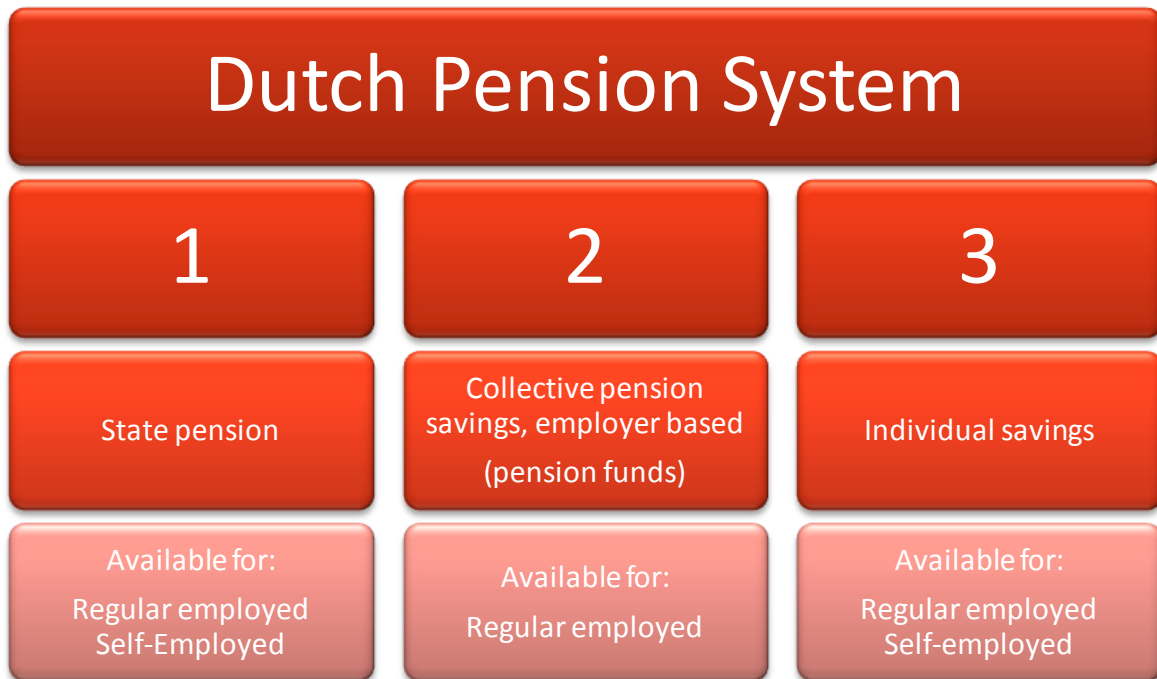 Dutch Pension System
1
2
3
State pension
Collective pension
savings, employer based
(pension funds)
Individual savings
Available for:
Regular employed
Self-Employed
Available for:
Regular employed
Available for:
Regular employed
Self-employed